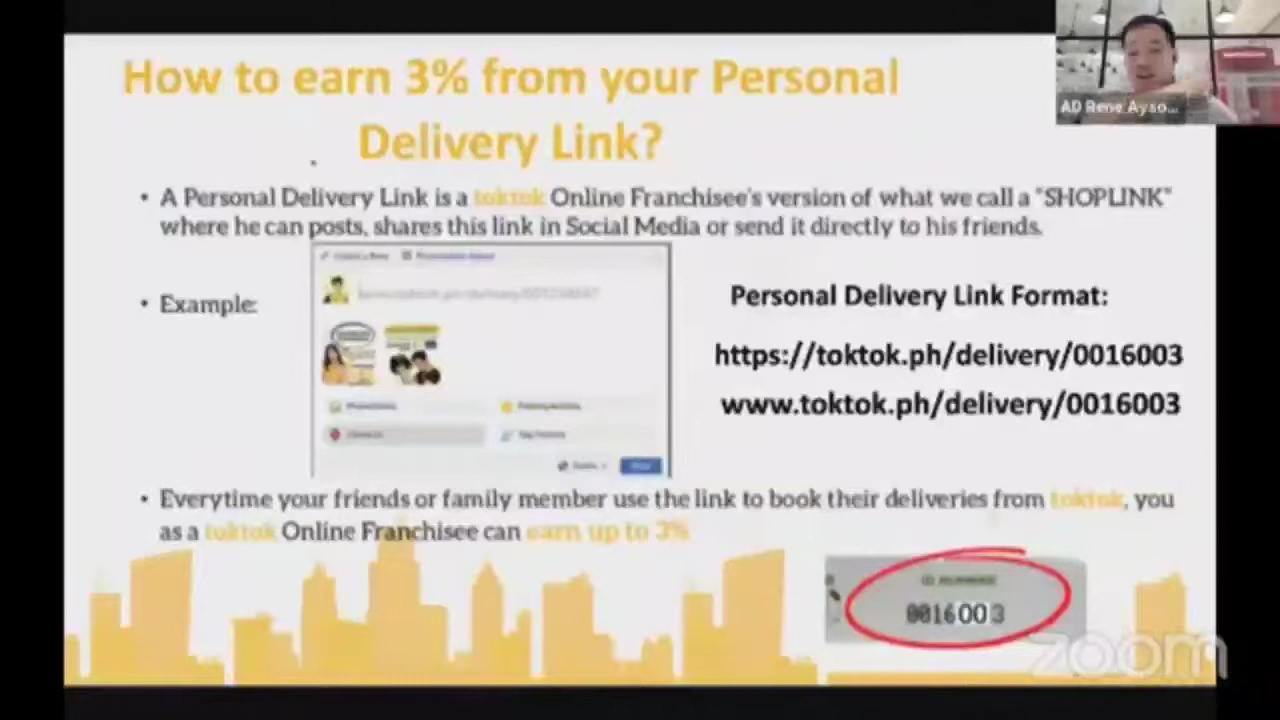 How to earn 3% from your Personal
Delivery Link?
AD Rene Ayso...
• A Personal Delivery Link is a toktok Online Franchisee's version of what we call a "SHOPLINK"
where he can posts, shares this link in Social Media or send it directly to his friends.
• Example:
Personal Delivery Link Format:
https://toktok.ph/delivery/0016003
www.toktok.ph/delivery/0016003
• Everytime your friends or family member use the link to book their deliveries from toktok, you
as a toktok Online Franchisee can earn up to 3%
0016003
zoom